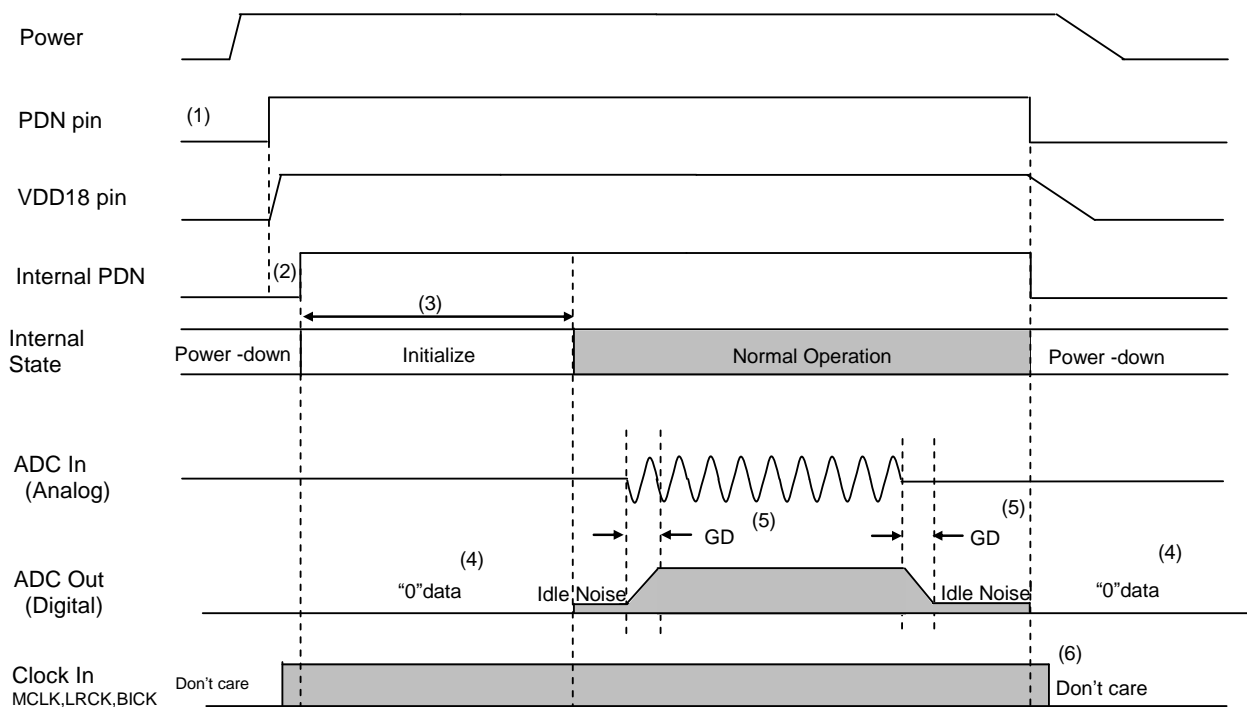 Power
PDN pin
(1)
VDD18 pin
Internal PDN
(2)
(3)
Internal
State
Power -down
Initialize
Normal Operation
Power -down
ADC In
(Analog)
(5)
(5)
GD
GD
ADC Out
(Digital)
(4)
“0”data
Idle Noise
Idle Noise
(4)
“0”data
Clock In
MCLK,LRCK,BICK
Don’t care
(6)
Don’t care